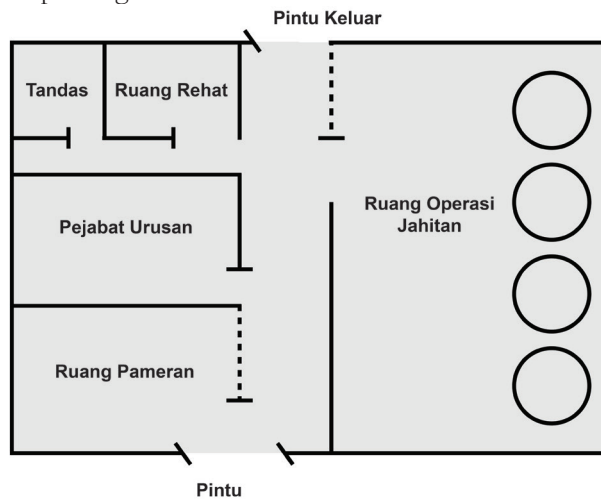 Pintu Keluar
Tandas
Ruang Rehat
Pejabat Urusan
Ruang Operasi
Jahitan
Ruang Pameran
Pintu